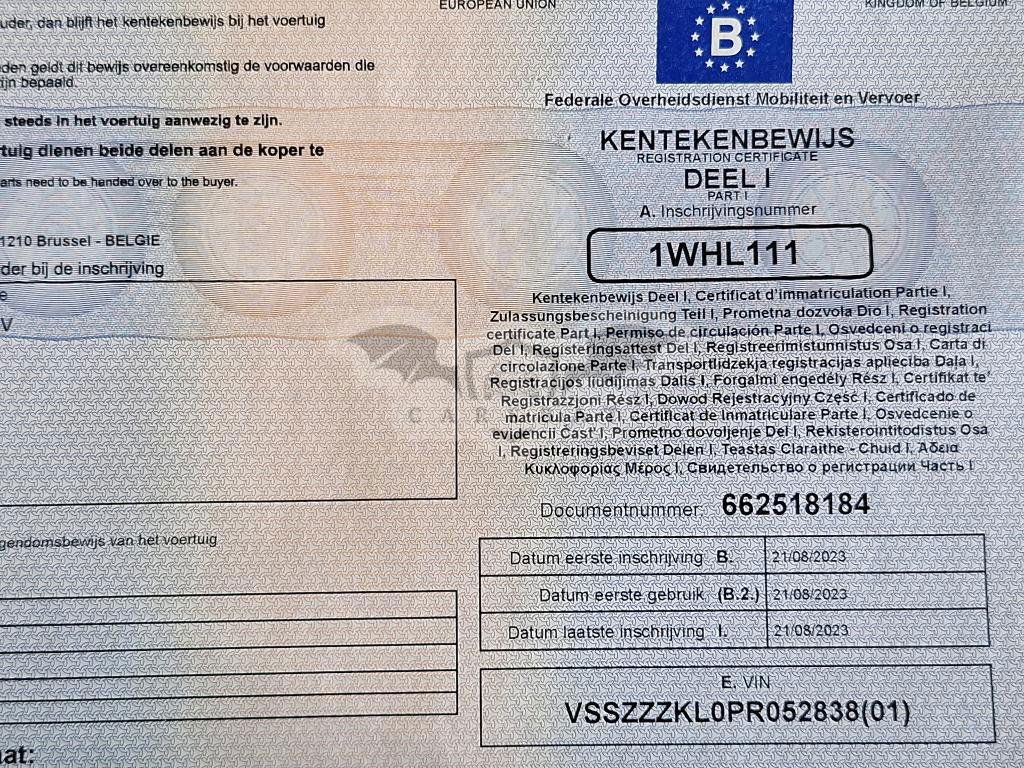 EUROPEAN UNION
KINGDOM OF BELGIUM
B
uder, dan blijft het kentekenbewijs bij het voertuig
den geldt dit bewijs overeenkomstig de voorwaarden die
ijn bepaald.
steeds in het voertuig aanwezig te zijn.
tuig dienen beide delen aan de koper te
arts need to be handed over to the buyer.
1210 Brussel - BELGIE
der bij de inschrijving
e
V
gendomsbewijs van het voertuig
aat:
Federale Overheidsdienst Mobiliteit en Vervoer
KENTEKENBEWIJS
REGISTRATION CERTIFICATE
DEEL I
PART I
A. Inschrijvingsnummer
1WHL111
Kentekenbewijs Deel I, Certificat d'immatriculation Partie I,
Zulassungsbescheinigung Teil I, Prometna dozvola Dio I, Registration
certificate Part I, Permiso de circulación Parte I, Osvedceni o registraci
Del I, Registeringsattest Del I, Registreerimistunnistus Osa I, Carta di
circolazione Parte I, Transportlidzekja registracijas aplieciba Dala I,
Registracijos liudijimas Dalis I, Forgalmi engedély Rész I, Certifikat te'
Registrazzjoni Rész I, Dowod Rejestracyjny Część I, Certificado de
matricula Parte I, Certificat de Inmatriculare Parte I, Osvedcenie o
evidencii Časť I, Prometno dovoljenje Del I, Rekisterointitodistus Osa
I, Registreringsbeviset Delen I, Teastas Claraithe - Chuid I, Άδεια
Κυκλοφορίας Μέρος I, Свидетельство о регистрации Часть I
Documentnummer: 662518184
Datum eerste inschrijving B. 21/08/2023
Datum eerste gebruik (B.2.) 21/08/2023
Datum laatste inschrijving I. 21/08/2023
E. VIN
VSSZZZKL0PR052838(01)